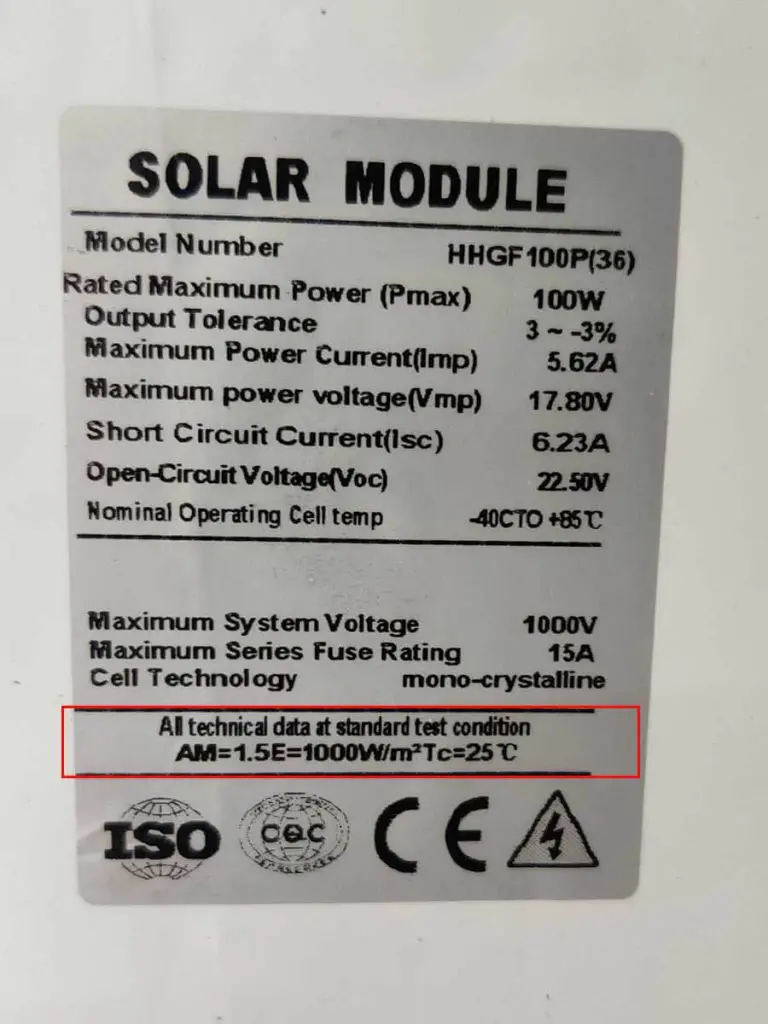 SOLAR MODULE
Model Number HHGF100P(36)
Rated Maximum Power (Pmax) 100W
Output Tolerance 3 ~ -3%
Maximum Power Current(Imp) 5.62A
Maximum power voltage(Vmp) 17.80V
Short Circuit Current(Isc) 6.23A
Open-Circuit Voltage(Voc) 22.50V
Nominal Operating Cell temp -40CTO +85℃
Maximum System Voltage 1000V
Maximum Series Fuse Rating 15A
Cell Technology mono-crystalline
All technical data at standard test condition
AM=1.5E=1000W/m²Tc=25℃
ISO CQC CE